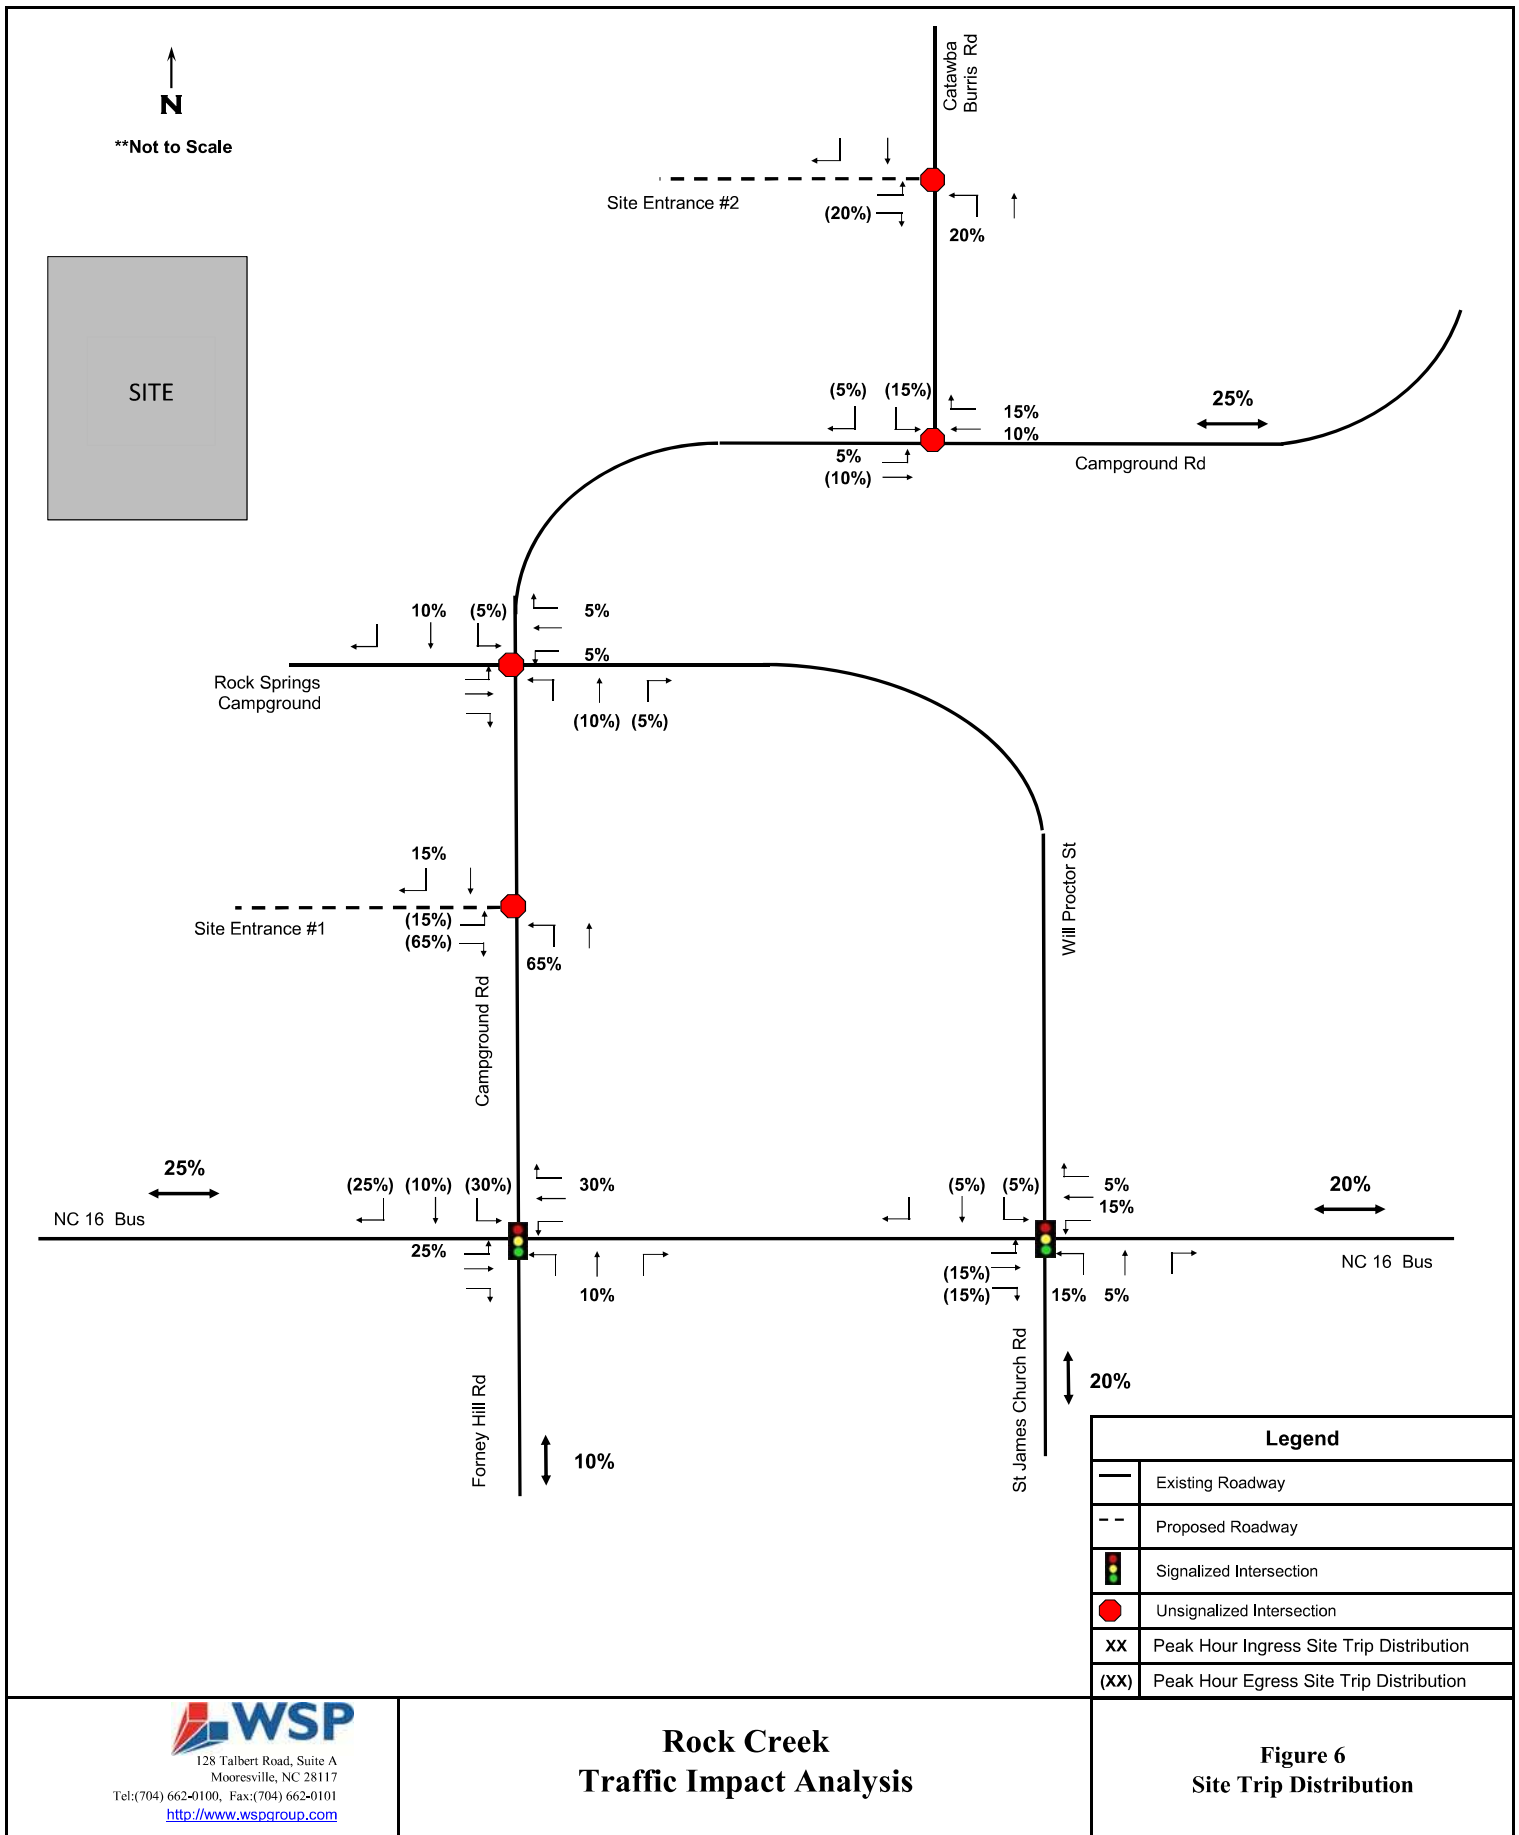 Catawba
Burris Rd
N
**Not to Scale
Site Entrance #2
(20%)
20%
SITE
(5%) (15%)
15%
10%
25%
5%
(10%)
Campground Rd
10% (5%)
5%
5%
Rock Springs
Campground
(10%) (5%)
15%
Will Proctor St
Site Entrance #1
(15%)
(65%)
65%
Campground Rd
25%
(25%) (10%) (30%)
30%
(5%) (5%)
5%
15%
20%
NC 16 Bus
25%
10%
(15%)
(15%)
15% 5%
NC 16 Bus
Forney Hill Rd
10%
St James Church Rd
20%
Legend
Existing Roadway
Proposed Roadway
Signalized Intersection
Unsignalized Intersection
XX Peak Hour Ingress Site Trip Distribution
(XX) Peak Hour Egress Site Trip Distribution
WSP
128 Talbert Road, Suite A
Mooresville, NC 28117
Tel:(704) 662-0100, Fax:(704) 662-0101
http://www.wspgroup.com
Rock Creek
Traffic Impact Analysis
Figure 6
Site Trip Distribution